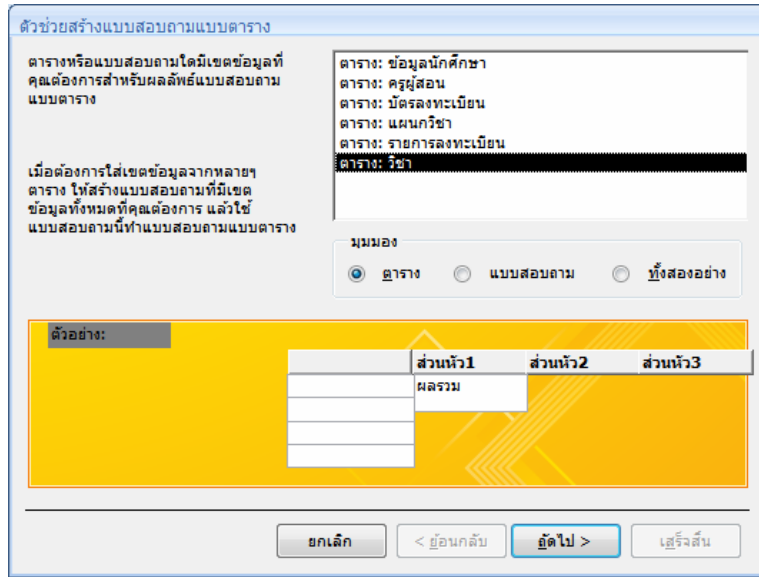 ตัวช่วยสร้างแบบสอบถามแบบตาราง
ตารางหรือแบบสอบถามใดมีเขตข้อมูลที่
คุณต้องการสำหรับผลลัพธ์แบบสอบถาม
แบบตาราง
เมื่อต้องการใส่เขตข้อมูลจากหลายๆ
ตาราง ให้สร้างแบบสอบถามที่มีเขต
ข้อมูลทั้งหมดที่คุณต้องการ แล้วใช้
แบบสอบถามนี้ทำแบบสอบถามแบบตาราง
ตาราง: ข้อมูลนักศึกษา
ตาราง: ครูผู้สอน
ตาราง: บัตรลงทะเบียน
ตาราง: แผนกวิชา
ตาราง: รายการลงทะเบียน
ตาราง: วิชา
มุมมอง
ตาราง แบบสอบถาม ทั้งสองอย่าง
ตัวอย่าง:
ส่วนหัว1 ส่วนหัว2 ส่วนหัว3
ผลรวม
ยกเลิก < ย้อนกลับ ถัดไป > เสร็จสิ้น